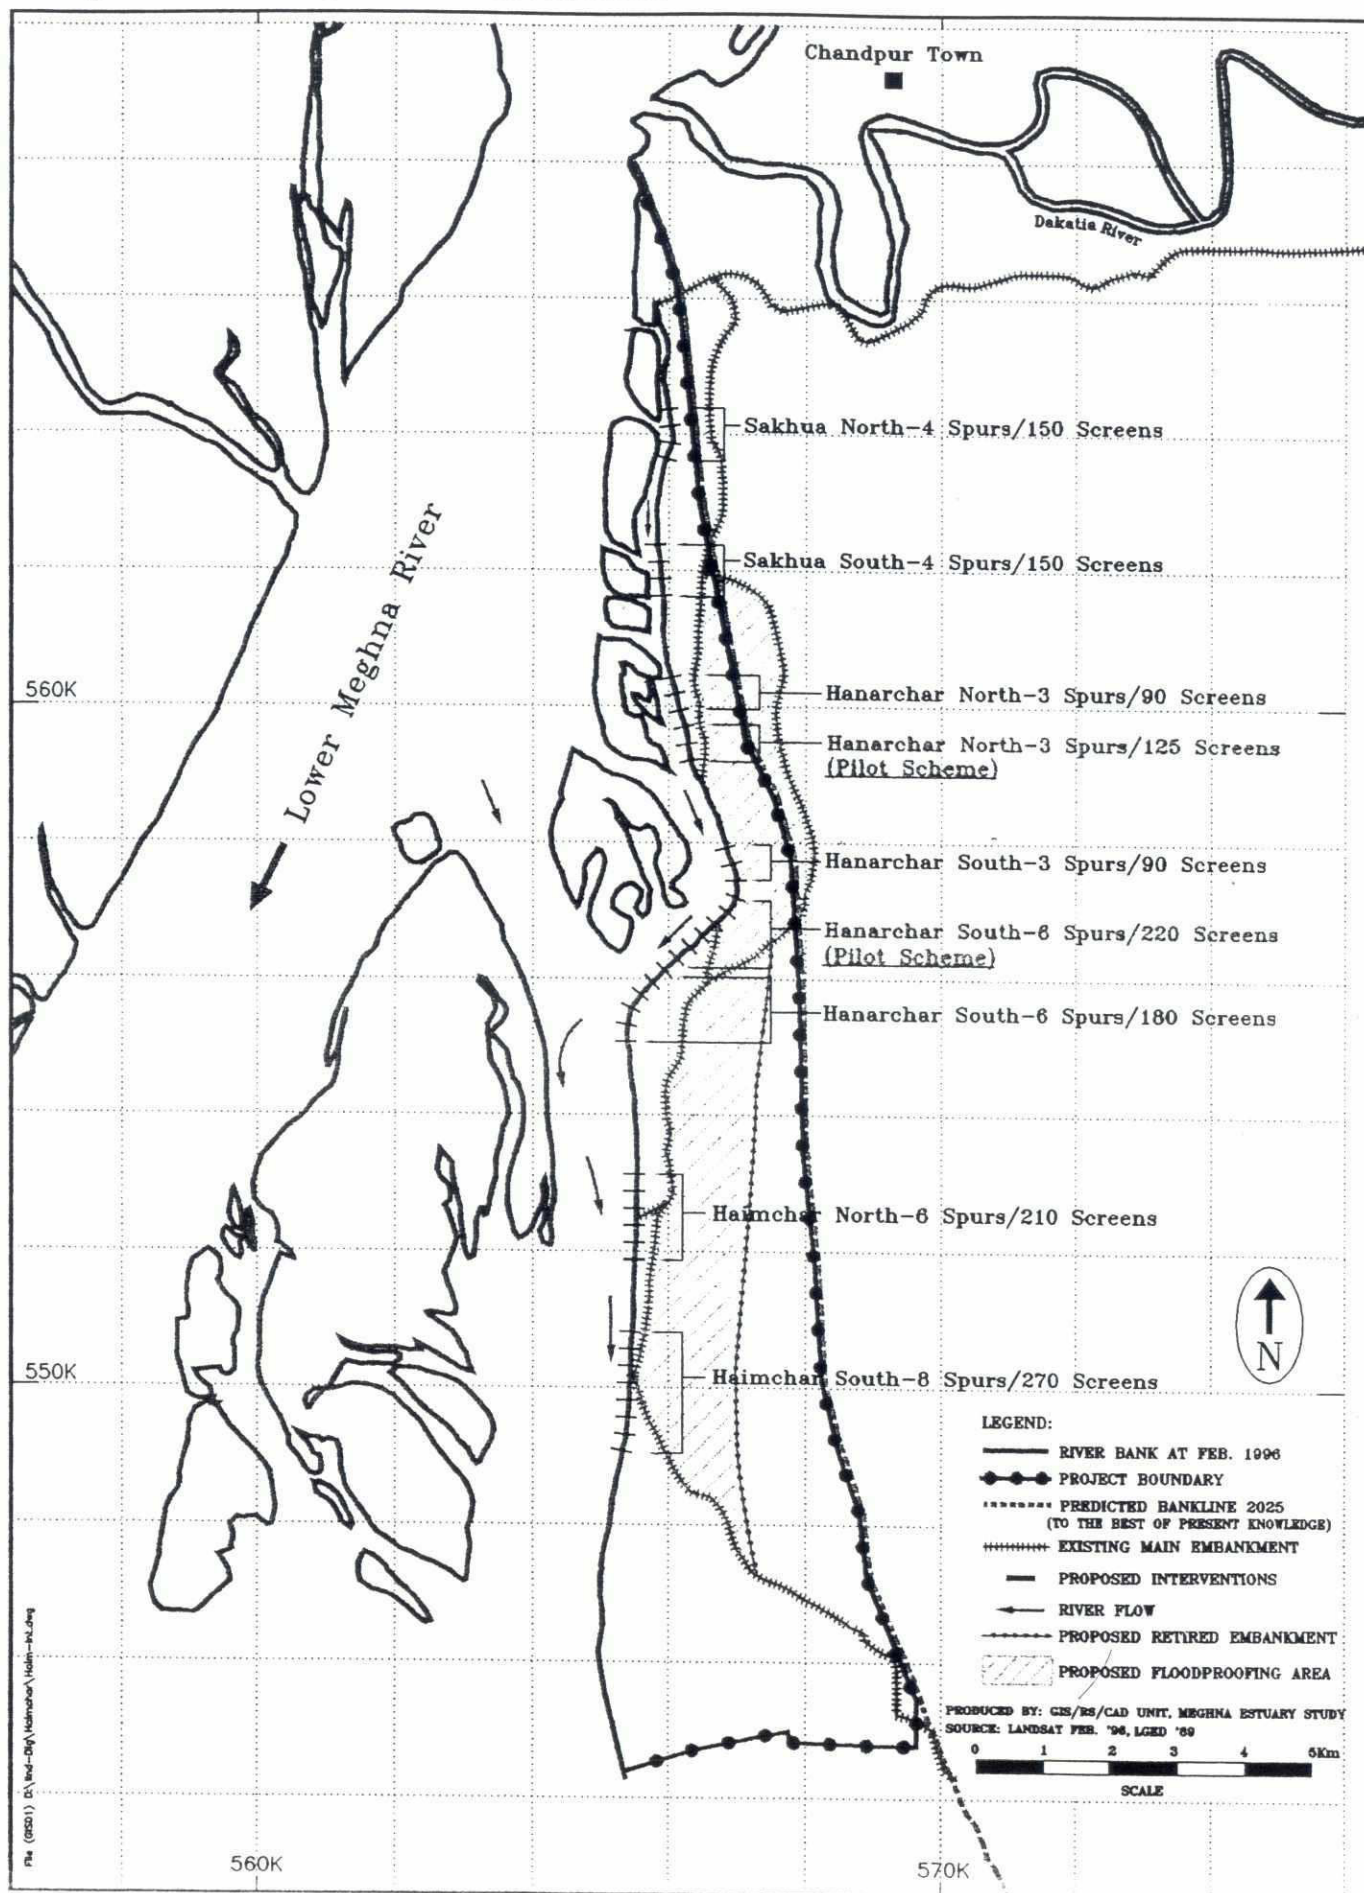 Chandpur Town
Dakatia River
Sakhua North-4 Spurs/150 Screens
Sakhua South-4 Spurs/150 Screens
Lower Meghna River
560K
Hanarchar North-3 Spurs/90 Screens
Hanarchar North-3 Spurs/125 Screens
(Pilot Scheme)
Hanarchar South-3 Spurs/90 Screens
Hanarchar South-6 Spurs/220 Screens
(Pilot Scheme)
Hanarchar South-6 Spurs/180 Screens
Haimchar North-6 Spurs/210 Screens
N
550K
Haimchar South-8 Spurs/270 Screens
LEGEND:
RIVER BANK AT FEB. 1996
PROJECT BOUNDARY
PREDICTED BANKLINE 2025
(TO THE BEST OF PRESENT KNOWLEDGE)
EXISTING MAIN EMBANKMENT
PROPOSED INTERVENTIONS
RIVER FLOW
PROPOSED RETIRED EMBANKMENT
PROPOSED FLOODPROOFING AREA
PRODUCED BY: GIS/RS/CAD UNIT, MEGHNA ESTUARY STUDY
SOURCE: LANDSAT FEB. '96, LGED '89
0 1 2 3 4 5Km
SCALE
560K
570K
File (GISD1)